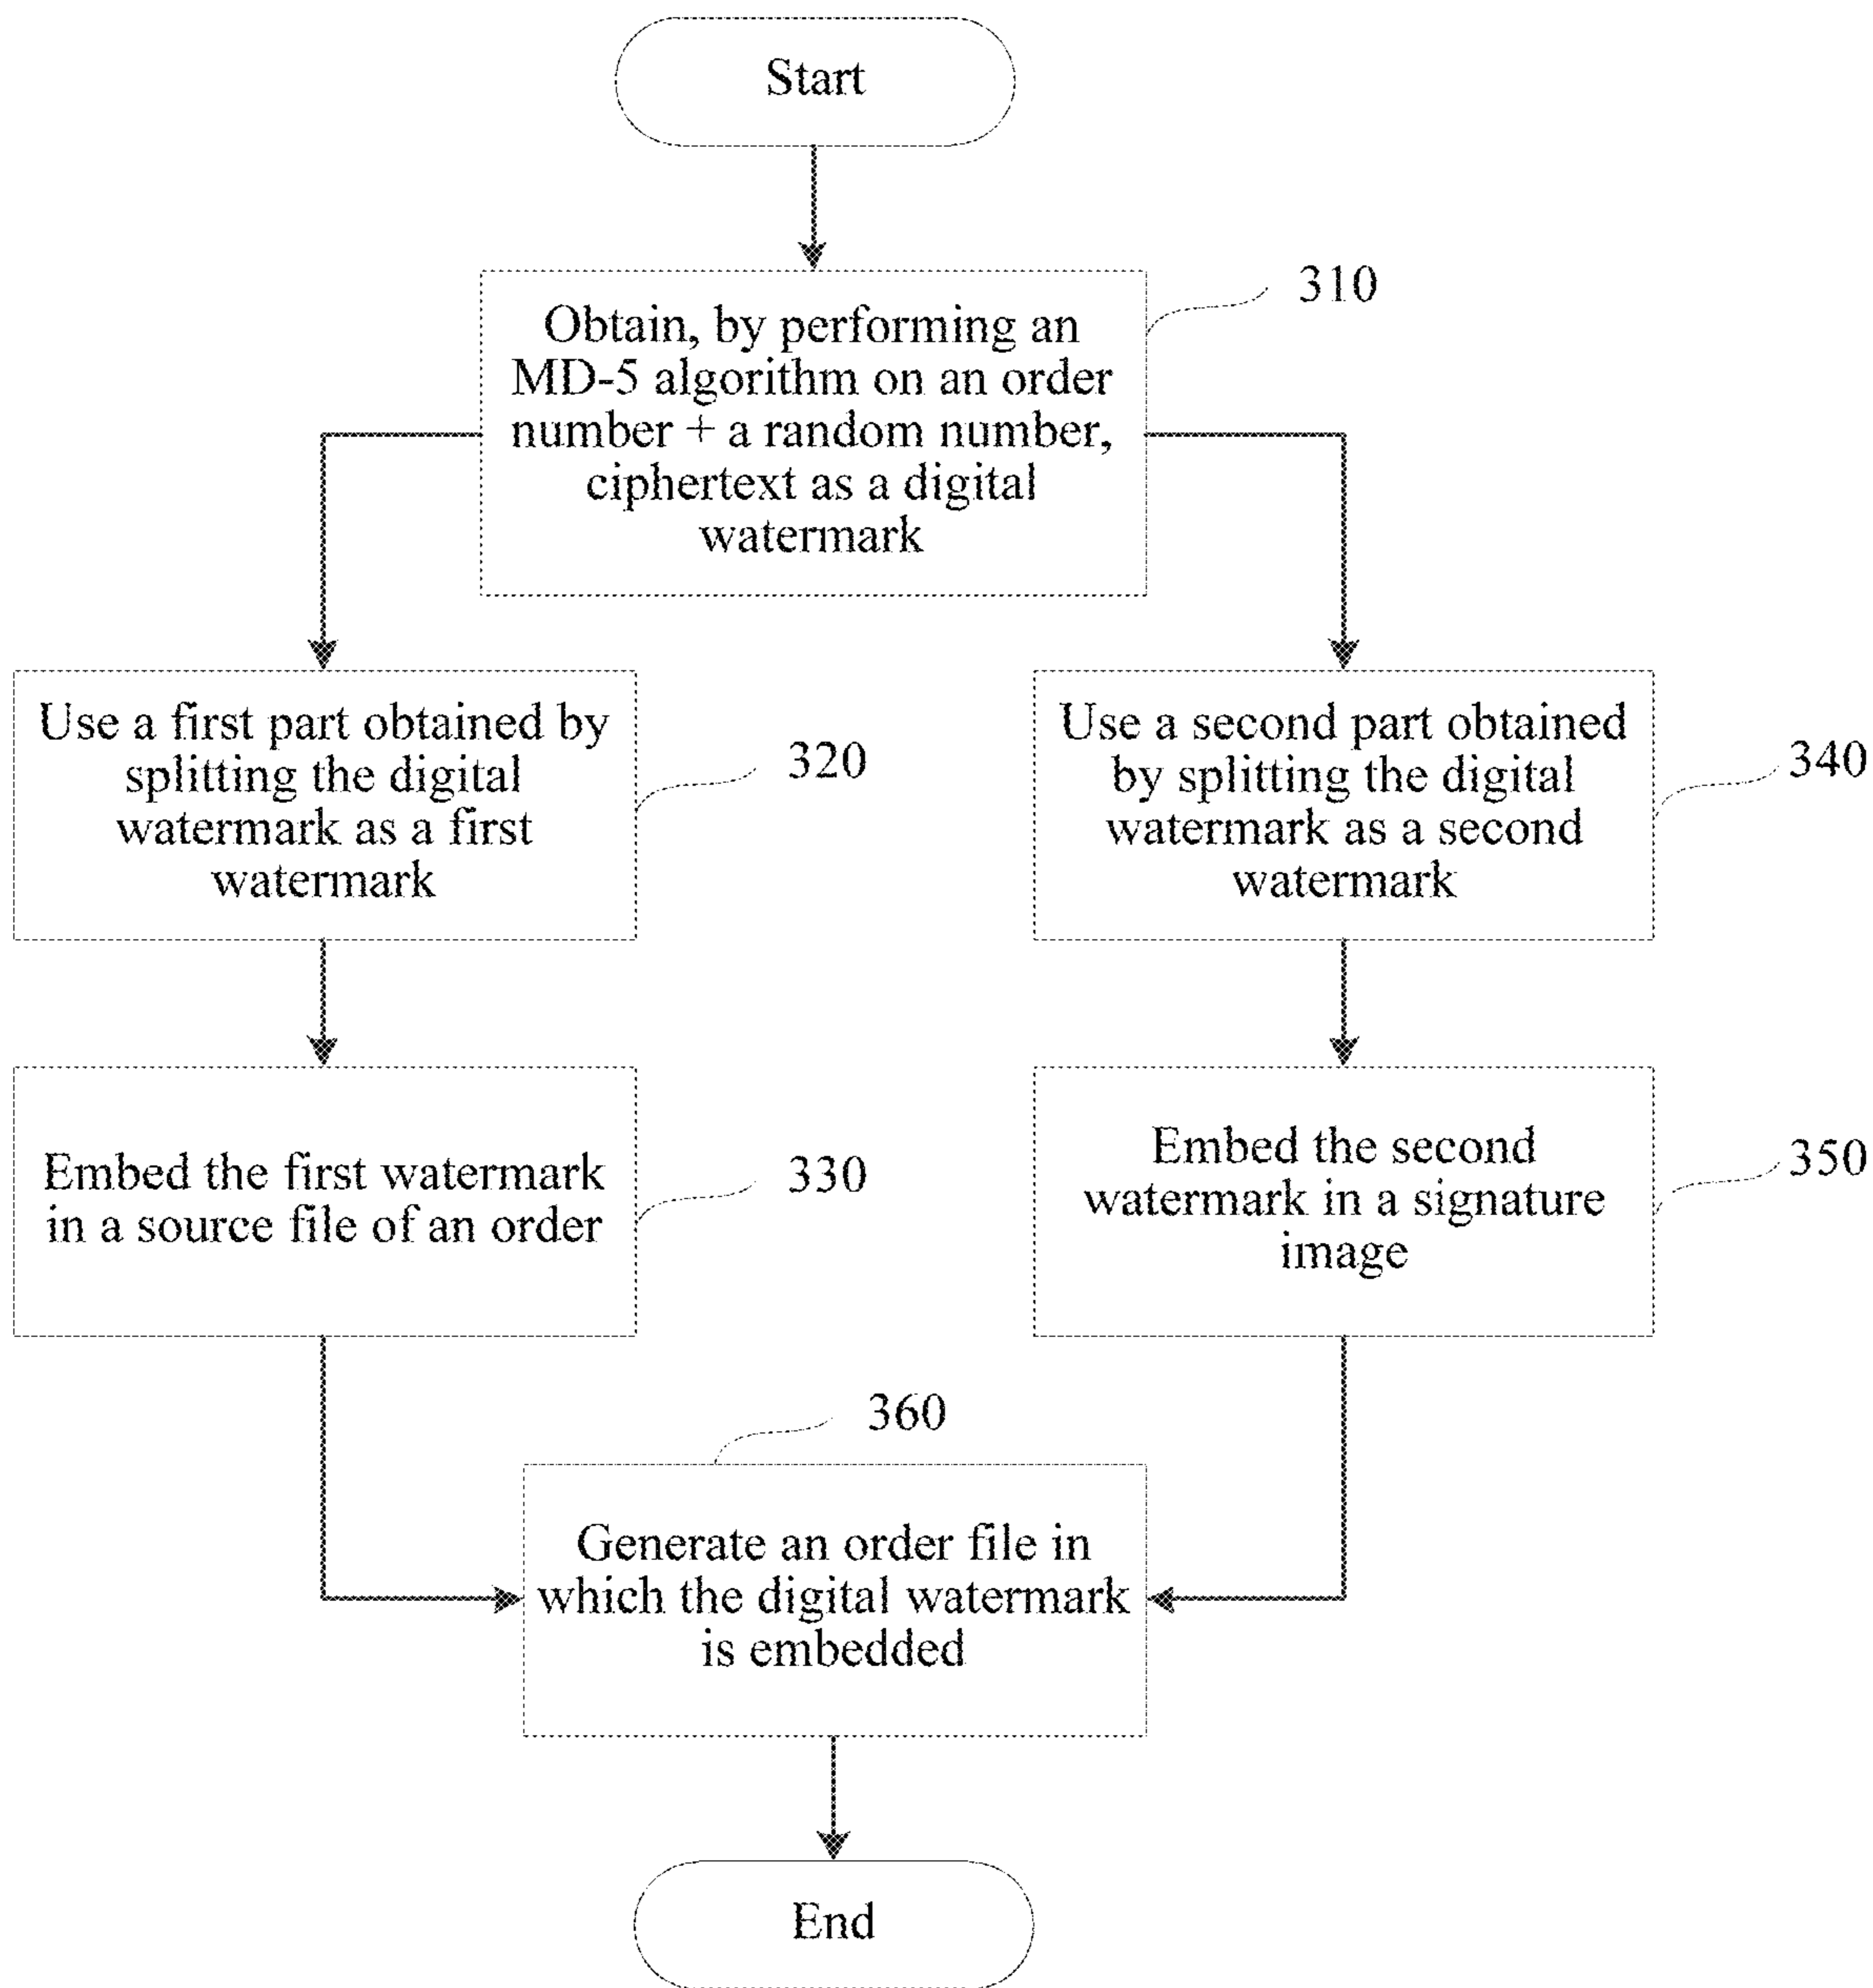 Start
310
Obtain, by performing an
MD-5 algorithm on an order
number + a random number,
ciphertext as a digital
watermark
Use a first part obtained by
splitting the digital
watermark as a first
watermark
320
Use a second part obtained
by splitting the digital
watermark as a second
watermark
340
Embed the first watermark
in a source file of an order
330
Embed the second
watermark in a signature
image
350
360
Generate an order file in
which the digital watermark
is embedded
End